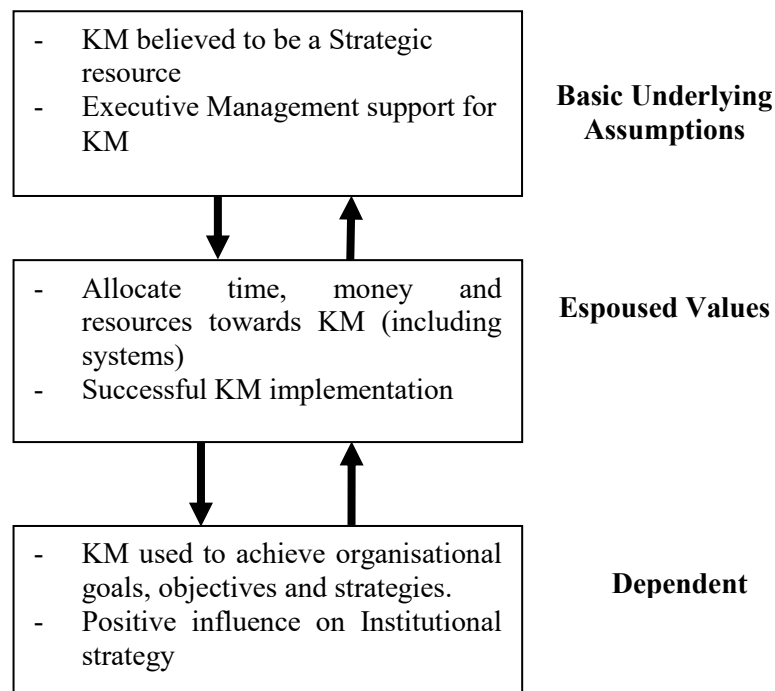 - KM believed to be a Strategic
resource
- Executive Management support for
KM
Basic Underlying
Assumptions
- Allocate time, money and
resources towards KM (including
systems)
- Successful KM implementation
Espoused Values
- KM used to achieve organisational
goals, objectives and strategies.
- Positive influence on Institutional
strategy
Dependent